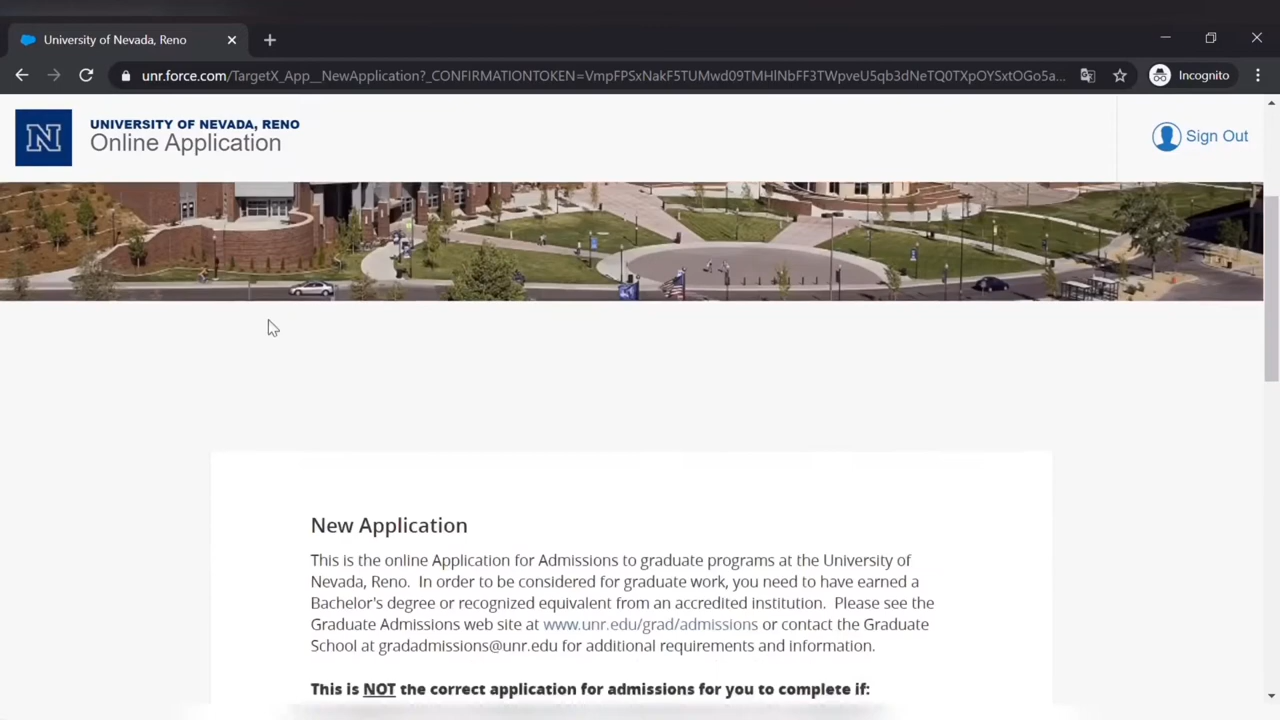 University of Nevada, Reno
unr.force.com/TargetX_App__NewApplication?_CONFIRMATIONTOKEN=VmpFPSxNakF5TUMwd09TMHlNbFF3TWpveU5qb3dNeTQ0TXpOYSxtOGo5a...
Incognito
N
UNIVERSITY OF NEVADA, RENO
Online Application
Sign Out
New Application
This is the online Application for Admissions to graduate programs at the University of
Nevada, Reno. In order to be considered for graduate work, you need to have earned a
Bachelor's degree or recognized equivalent from an accredited institution. Please see the
Graduate Admissions web site at www.unr.edu/grad/admissions or contact the Graduate
School at gradadmissions@unr.edu for additional requirements and information.
This is NOT the correct application for admissions for you to complete if: